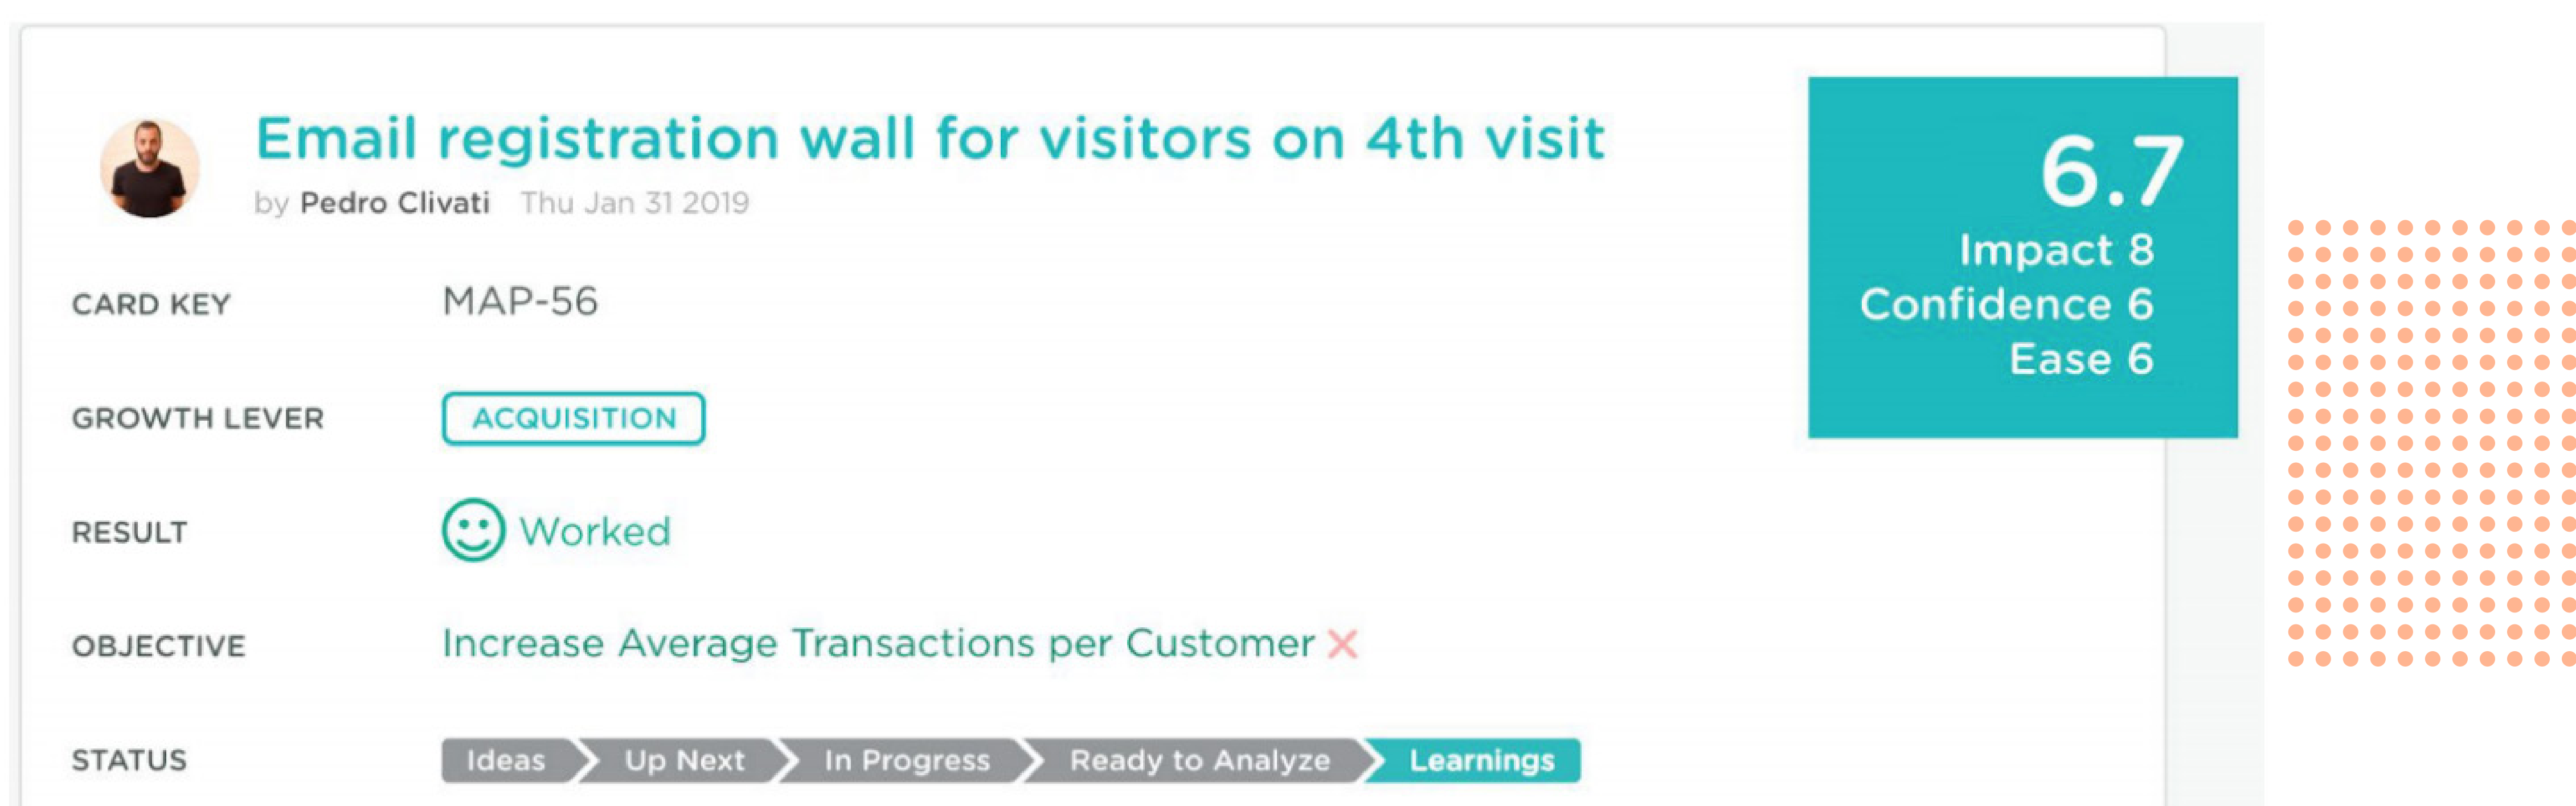 Email registration wall for visitors on 4th visit
by Pedro Clivati Thu Jan 31 2019
6.7
Impact 8
Confidence 6
Ease 6
CARD KEY MAP-56
GROWTH LEVER ACQUISITION
RESULT Worked
OBJECTIVE Increase Average Transactions per Customer
STATUS Ideas Up Next In Progress Ready to Analyze Learnings